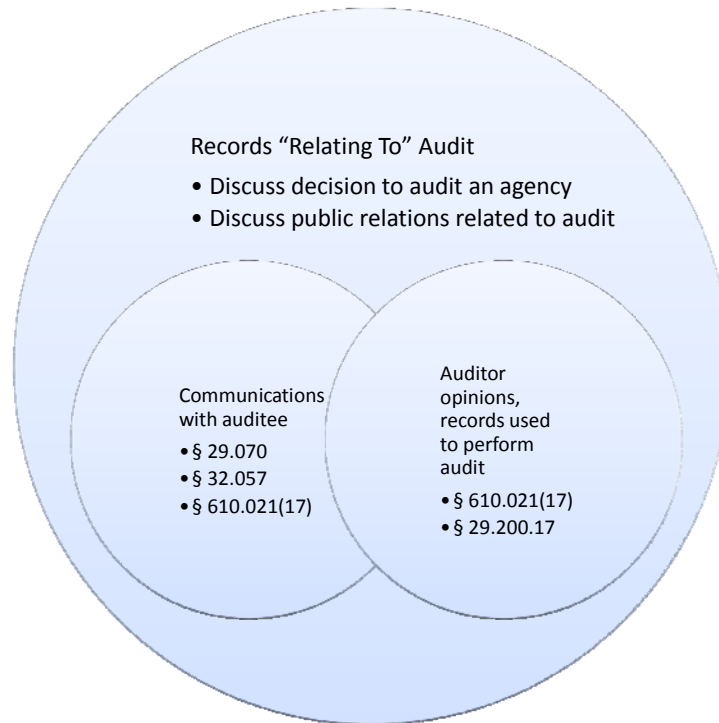 Records “Relating To” Audit
• Discuss decision to audit an agency
• Discuss public relations related to audit
Communications
with auditee
• § 29.070
• § 32.057
• § 610.021(17)
Auditor
opinions,
records used
to perform
audit
• § 610.021(17)
• § 29.200.17